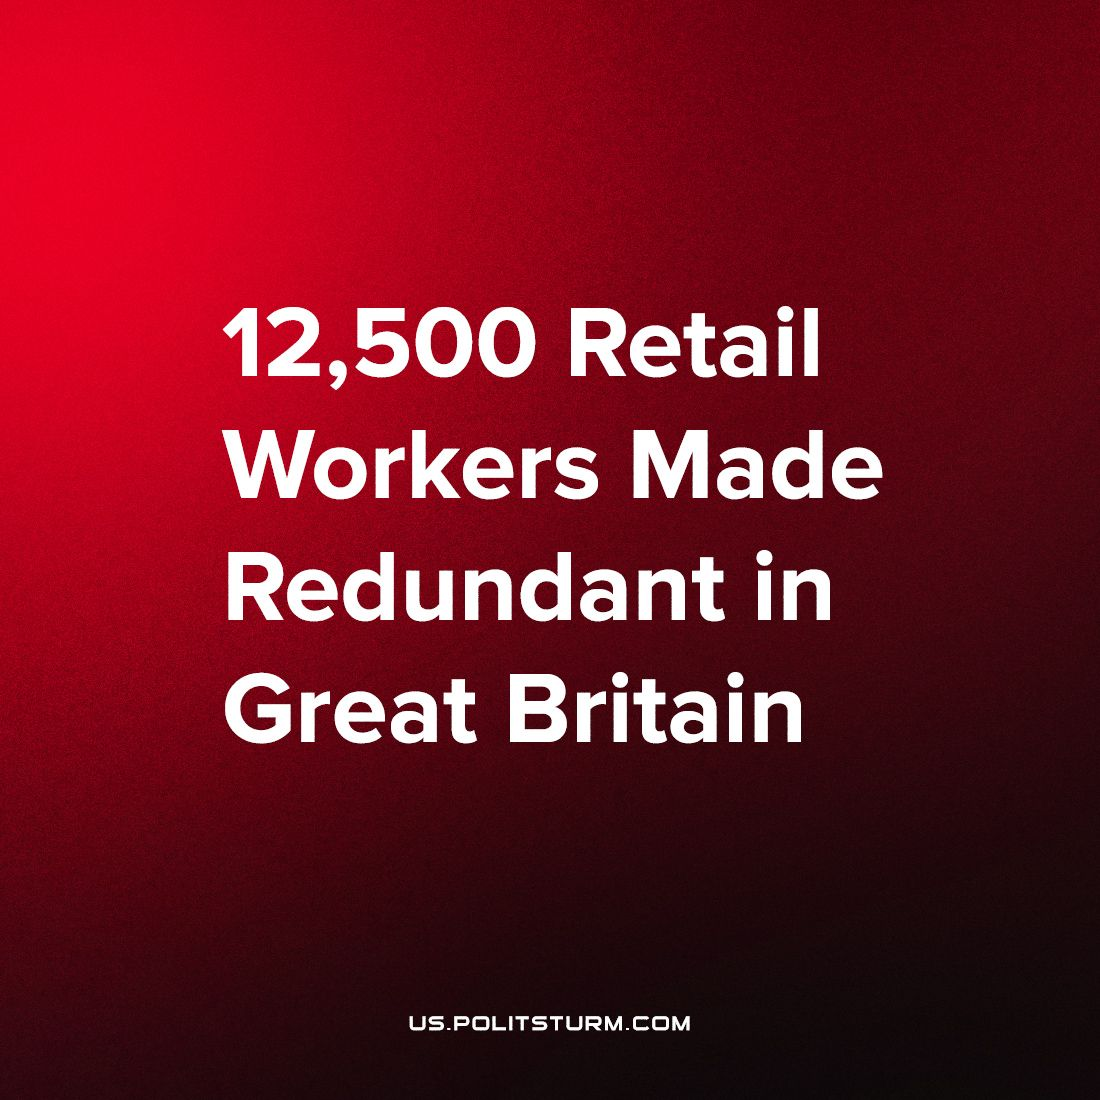 12,500 Retail
Workers Made
Redundant in
Great Britain
US.POLITSTURM.COM